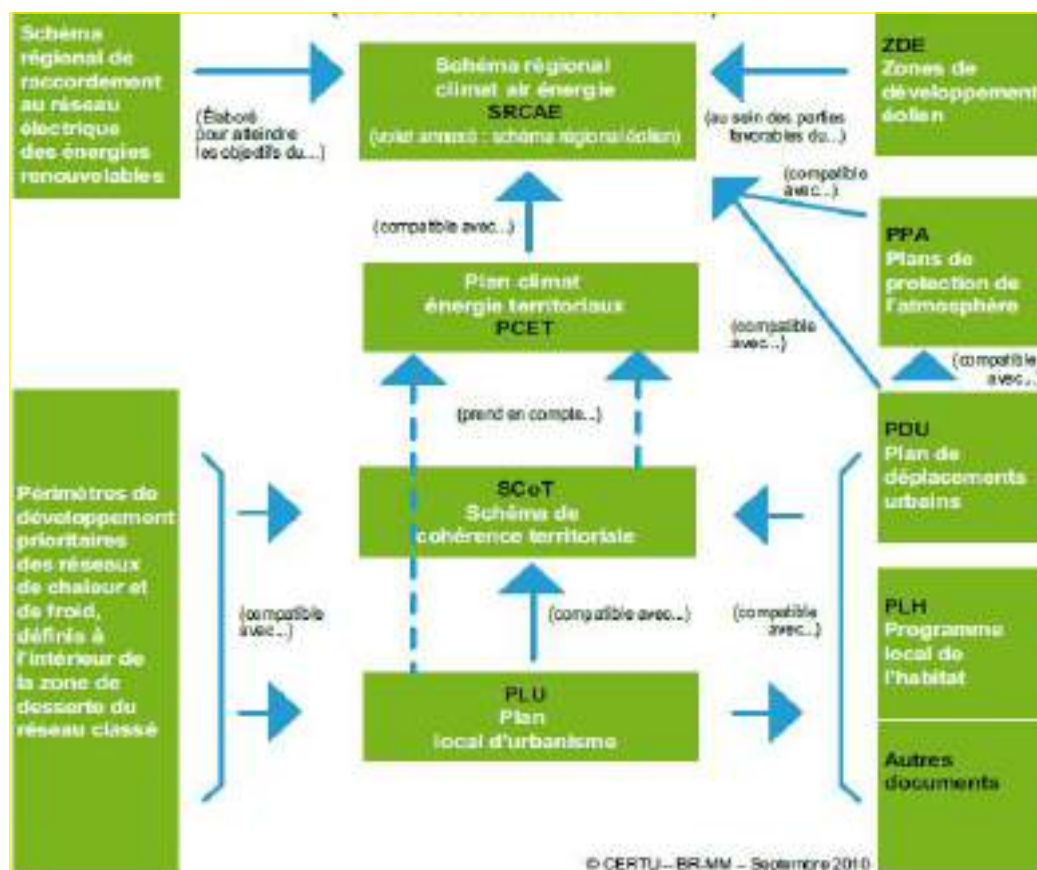 Schéma
régional de
raccordement
au réseau
électrique
des énergies
renouvelables
(Élaboré
pour atteindre
les objectifs du...)
Schéma régional
climat air énergie
SRCAE
(volet annexé : schéma régional éolien)
(au sein des parties
favorables du...)
ZDE
Zones de
développement
éolien
(compatible
avec...)
(compatible avec...)
PPA
Plans de
protection de
l'atmosphère
Plan climat
énergie territoriaux
PCET
(compatible
avec...)
(compatible
avec...
(prend en compte...)
PDU
Plan de
déplacements
urbains
Périmètres de
développement
prioritaires
des réseaux
de chaleur et
de froid,
définis à
l'intérieur de
la zone de
desserte du
réseau classé
SCoT
Schéma de
cohérence territoriale
(compatible
avec...)
(compatible avec...)
(compatible
avec...)
PLH
Programme
local de
l'habitat
PLU
Plan
local d'urbanisme
Autres
documents
© CERTU – BR-MM – Septembre 2010